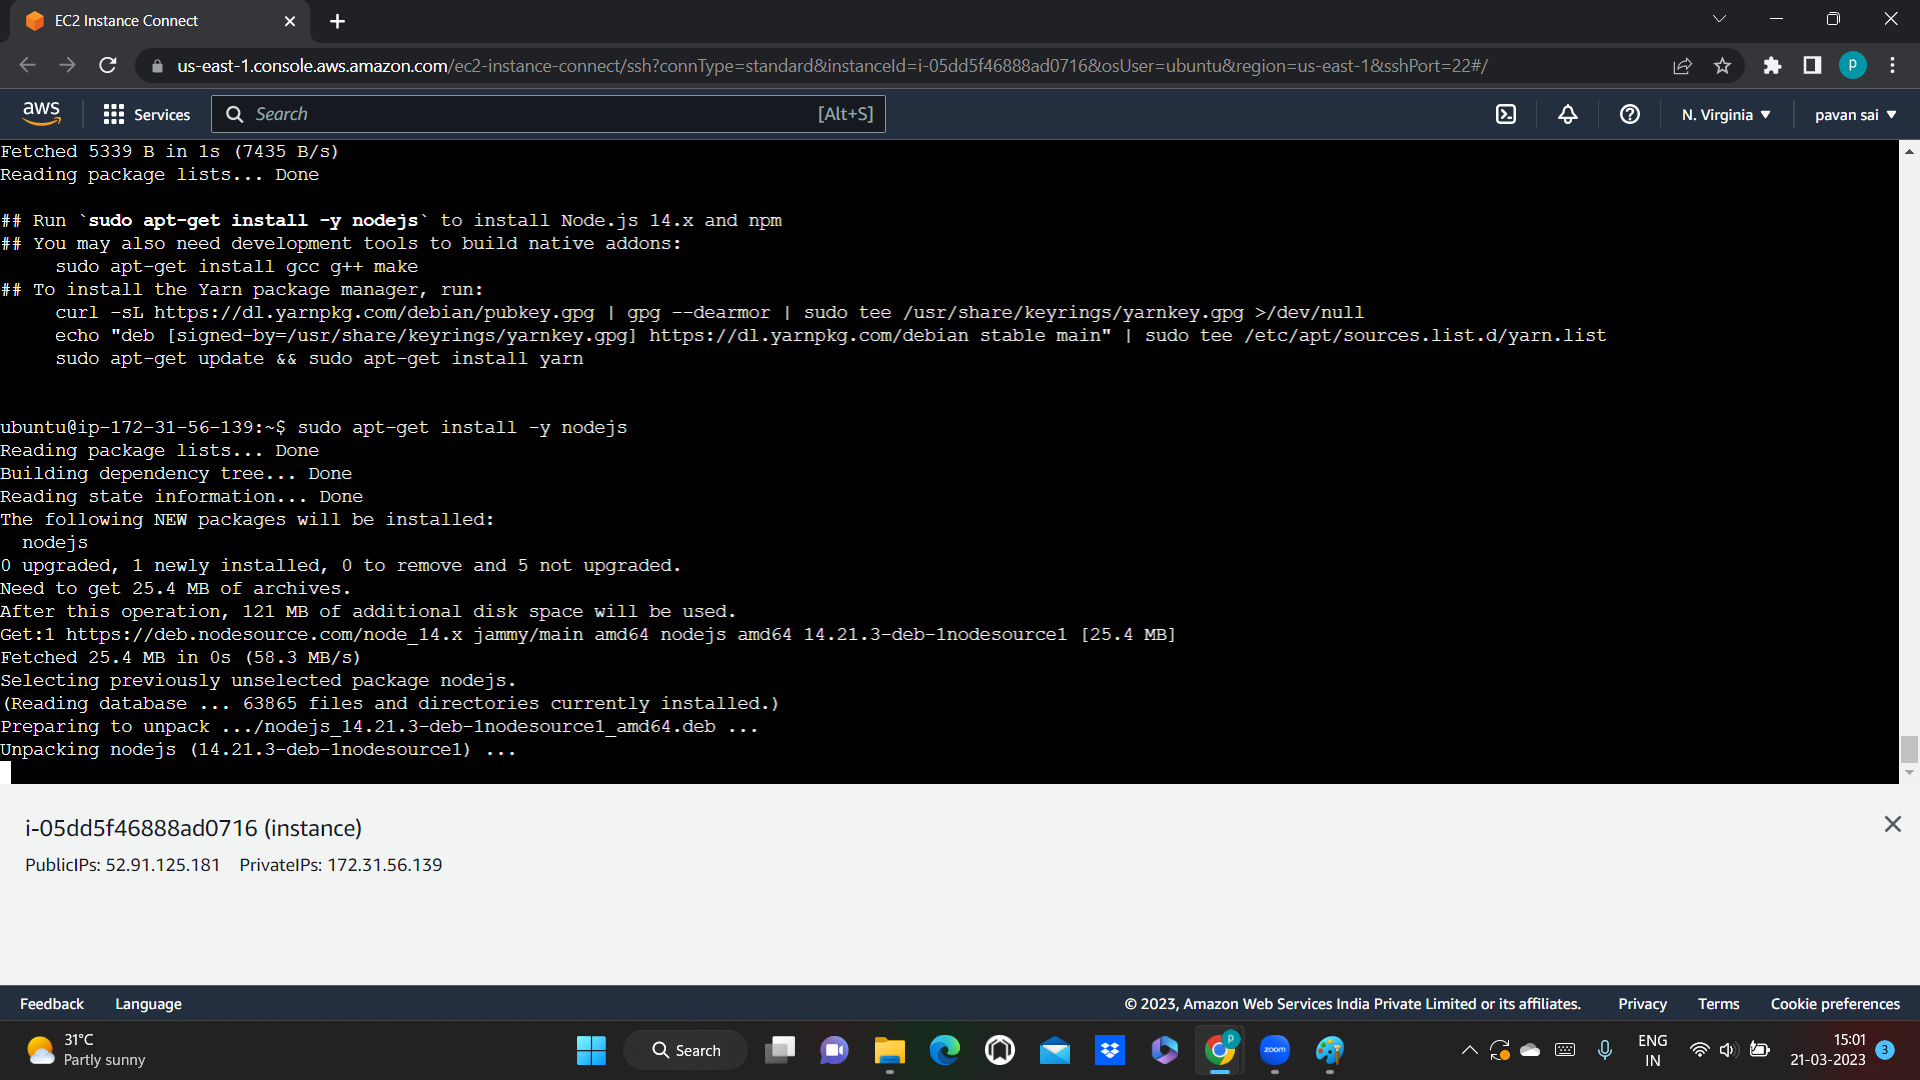 EC2 Instance Connect
us-east-1.console.aws.amazon.com/ec2-instance-connect/ssh?connType=standard&instanceId=i-05dd5f46888ad0716&osUser=ubuntu&region=us-east-1&sshPort=22#/
P
aws
Services
Search
[Alt+S]
N. Virginia
pavan sai
Fetched 5339 B in 1s (7435 B/s)
Reading package lists... Done
## Run `sudo apt-get install -y nodejs` to install Node.js 14.x and npm
## You may also need development tools to build native addons:
     sudo apt-get install gcc g++ make
## To install the Yarn package manager, run:
     curl -sL https://dl.yarnpkg.com/debian/pubkey.gpg | gpg --dearmor | sudo tee /usr/share/keyrings/yarnkey.gpg >/dev/null
     echo "deb [signed-by=/usr/share/keyrings/yarnkey.gpg] https://dl.yarnpkg.com/debian stable main" | sudo tee /etc/apt/sources.list.d/yarn.list
     sudo apt-get update && sudo apt-get install yarn
ubuntu@ip-172-31-56-139:~$ sudo apt-get install -y nodejs
Reading package lists... Done
Building dependency tree... Done
Reading state information... Done
The following NEW packages will be installed:
  nodejs
0 upgraded, 1 newly installed, 0 to remove and 5 not upgraded.
Need to get 25.4 MB of archives.
After this operation, 121 MB of additional disk space will be used.
Get:1 https://deb.nodesource.com/node_14.x jammy/main amd64 nodejs amd64 14.21.3-deb-1nodesource1 [25.4 MB]
Fetched 25.4 MB in 0s (58.3 MB/s)
Selecting previously unselected package nodejs.
(Reading database ... 63865 files and directories currently installed.)
Preparing to unpack .../nodejs_14.21.3-deb-1nodesource1_amd64.deb ...
Unpacking nodejs (14.21.3-deb-1nodesource1) ...
i-05dd5f46888ad0716 (instance)
PublicIPs: 52.91.125.181    PrivateIPs: 172.31.56.139
Feedback
Language
© 2023, Amazon Web Services India Private Limited or its affiliates.
Privacy
Terms
Cookie preferences
31°C
Partly sunny
Search
P
zoom
ENG
IN
15:01
21-03-2023
3